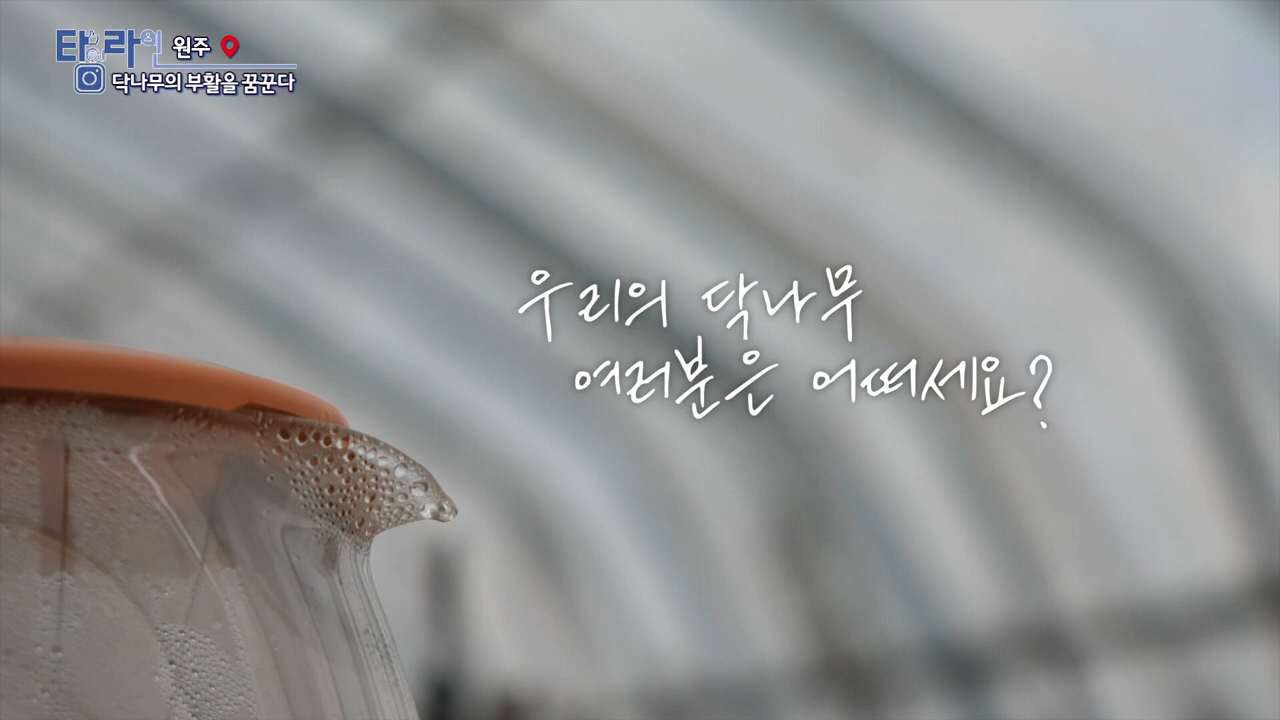 타라의 원주
닥나무의 부활을 꿈꾼다
우리의 닥나무
여러분은 어떠세요?